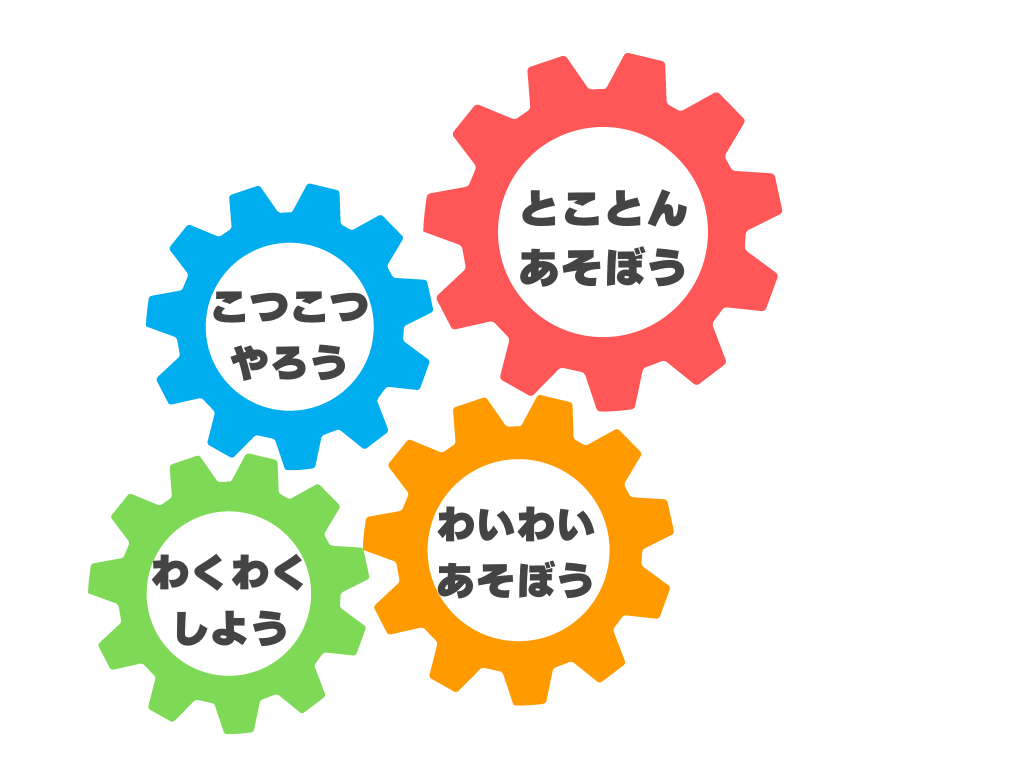 とことん
あそぼう
こつこつ
やろう
わいわい
あそぼう
わくわく
しよう